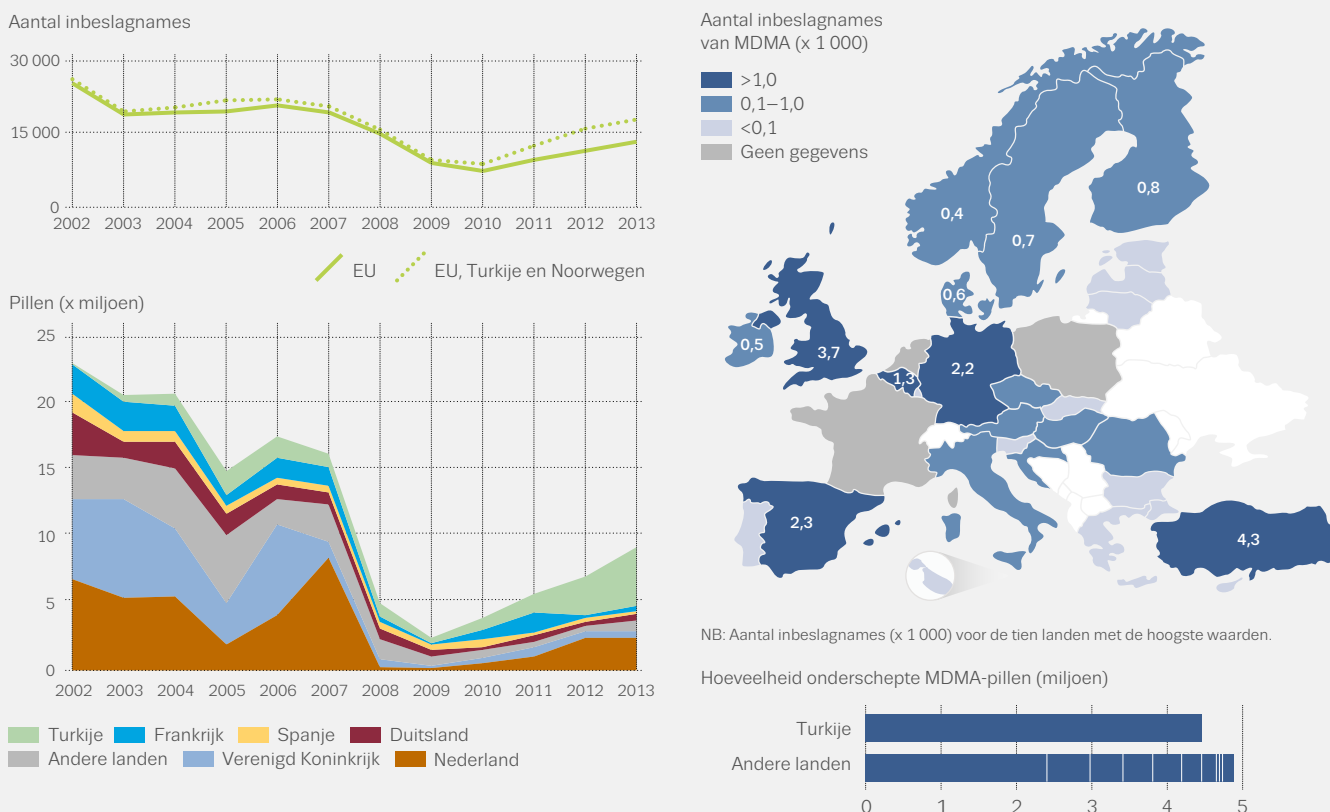 Aantal inbeslagnames
30 000
15 000
0
2002 2003 2004 2005 2006 2007 2008 2009 2010 2011 2012 2013
EU EU, Turkije en Noorwegen
Pillen (x miljoen)
25
20
15
10
5
0
2002 2003 2004 2005 2006 2007 2008 2009 2010 2011 2012 2013
Turkije Frankrijk Spanje Duitsland
Andere landen Verenigd Koninkrijk Nederland
Aantal inbeslagnames
van MDMA (x 1 000)
>1,0
0,1–1,0
<0,1
Geen gegevens
0,8
0,4
0,7
0,6
0,5
3,7
2,2
1,3
2,3
4,3
NB: Aantal inbeslagnames (x 1 000) voor de tien landen met de hoogste waarden.
Hoeveelheid onderschepte MDMA-pillen (miljoen)
Turkije
Andere landen
0 1 2 3 4 5